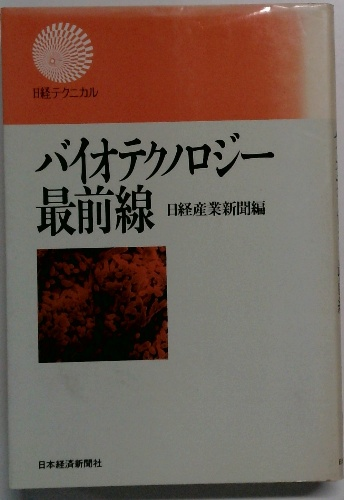 日経テクニカル
バイオテクノロジー
最前線 日経産業新聞編
日本経済新聞社